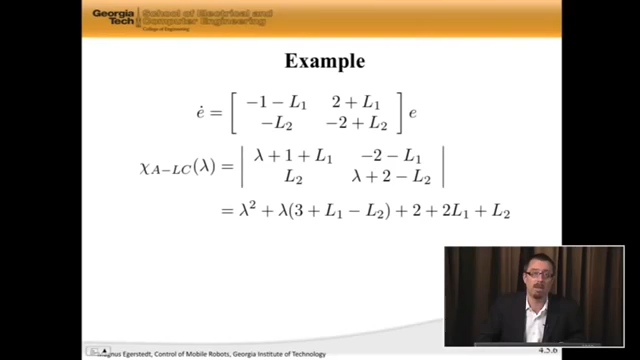 Georgia Tech School of Electrical and Computer Engineering
College of Engineering
Example
ė = [ −1 − L₁ 2 + L₁
−L₂ −2 + L₂ ] e
χ_{A−LC}(λ) = | λ + 1 + L₁ −2 − L₁
L₂ λ + 2 − L₂ |
= λ² + λ(3 + L₁ − L₂) + 2 + 2L₁ + L₂
Magnus Egerstedt, Control of Mobile Robots, Georgia Institute of Technology
4.5.6